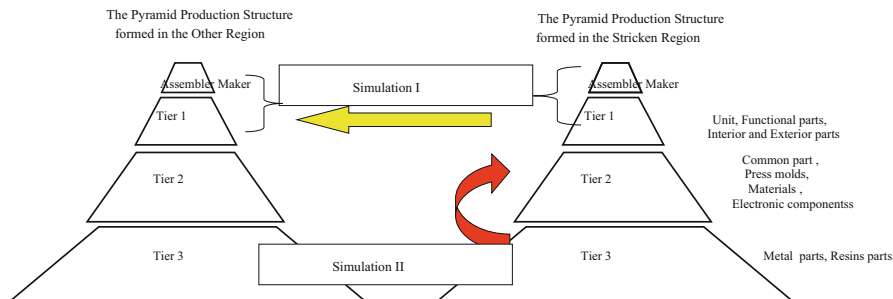 The Pyramid Production Structure
formed in the Other Region
The Pyramid Production Structure
formed in the Stricken Region
Assembler Maker
Simulation I
Assembler Maker
Tier 1
Tier 1
Unit, Functional parts,
Interior and Exterior parts
Tier 2
Tier 2
Common part ,
Press molds,
Materials ,
Electronic componentss
Tier 3
Simulation II
Tier 3
Metal parts, Resins parts